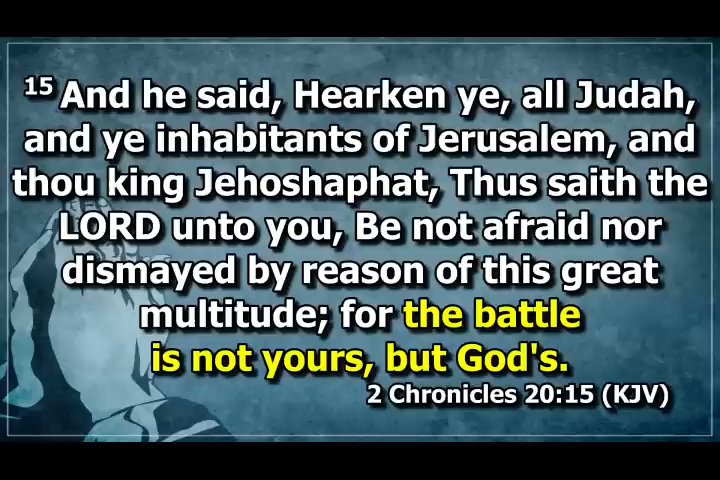 15 And he said, Hearken ye, all Judah,
and ye inhabitants of Jerusalem, and
thou king Jehoshaphat, Thus saith the
LORD unto you, Be not afraid nor
dismayed by reason of this great
multitude; for the battle
is not yours, but God's.
2 Chronicles 20:15 (KJV)